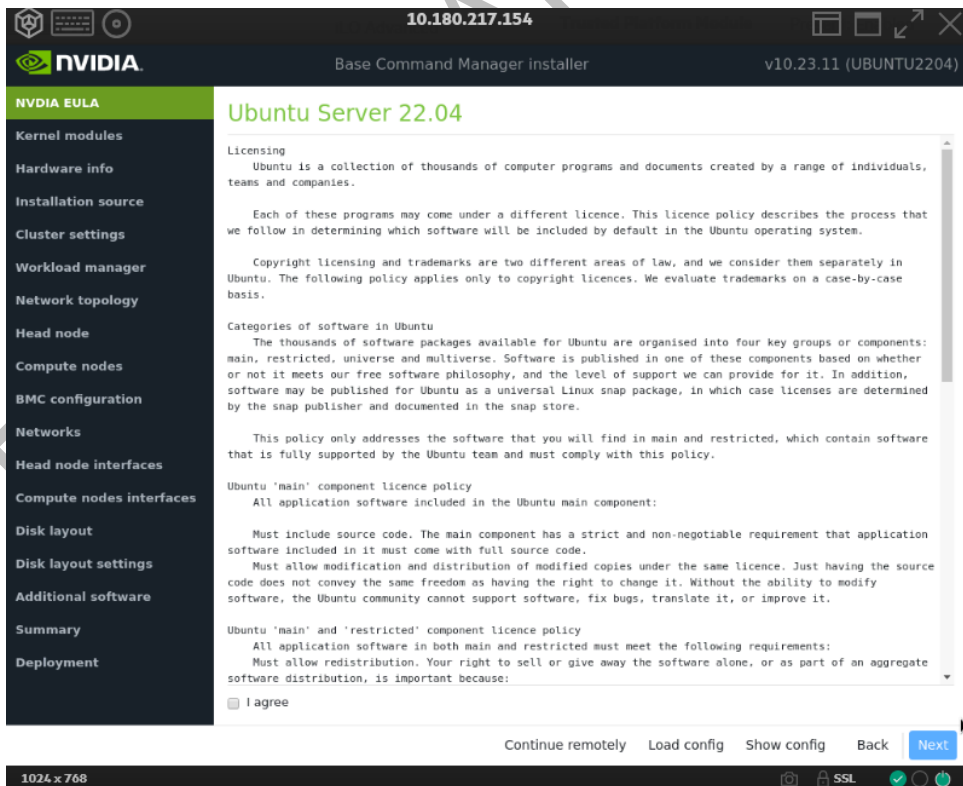 10.180.217.154
NVIDIA.
Base Command Manager installer
v10.23.11 (UBUNTU2204)
NVDIA EULA
Kernel modules
Hardware info
Installation source
Cluster settings
Workload manager
Network topology
Head node
Compute nodes
BMC configuration
Networks
Head node interfaces
Compute nodes interfaces
Disk layout
Disk layout settings
Additional software
Summary
Deployment
Ubuntu Server 22.04
Licensing
Ubuntu is a collection of thousands of computer programs and documents created by a range of individuals,
teams and companies.
Each of these programs may come under a different licence. This licence policy describes the process that
we follow in determining which software will be included by default in the Ubuntu operating system.
Copyright licensing and trademarks are two different areas of law, and we consider them separately in
Ubuntu. The following policy applies only to copyright licences. We evaluate trademarks on a case-by-case
basis.
Categories of software in Ubuntu
The thousands of software packages available for Ubuntu are organised into four key groups or components:
main, restricted, universe and multiverse. Software is published in one of these components based on whether
or not it meets our free software philosophy, and the level of support we can provide for it. In addition,
software may be published for Ubuntu as a universal Linux snap package, in which case licenses are determined
by the snap publisher and documented in the snap store.
This policy only addresses the software that you will find in main and restricted, which contain software
that is fully supported by the Ubuntu team and must comply with this policy.
Ubuntu 'main' component licence policy
All application software included in the Ubuntu main component:
Must include source code. The main component has a strict and non-negotiable requirement that application
software included in it must come with full source code.
Must allow modification and distribution of modified copies under the same licence. Just having the source
code does not convey the same freedom as having the right to change it. Without the ability to modify
software, the Ubuntu community cannot support software, fix bugs, translate it, or improve it.
Ubuntu 'main' and 'restricted' component licence policy
All application software in both main and restricted must meet the following requirements:
Must allow redistribution. Your right to sell or give away the software alone, or as part of an aggregate
software distribution, is important because:
I agree
Continue remotely Load config Show config Back Next
1024 x 768
SSL